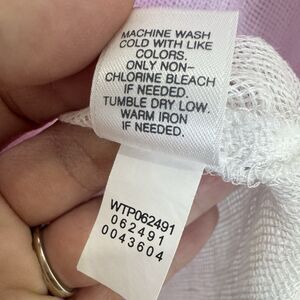 MACHINE WASH
COLD WITH LIKE
COLORS.
ONLY NON-
CHLORINE BLEACH
IF NEEDED.
TUMBLE DRY LOW.
WARM IRON
IF NEEDED.
WTP062491
062491
0043604